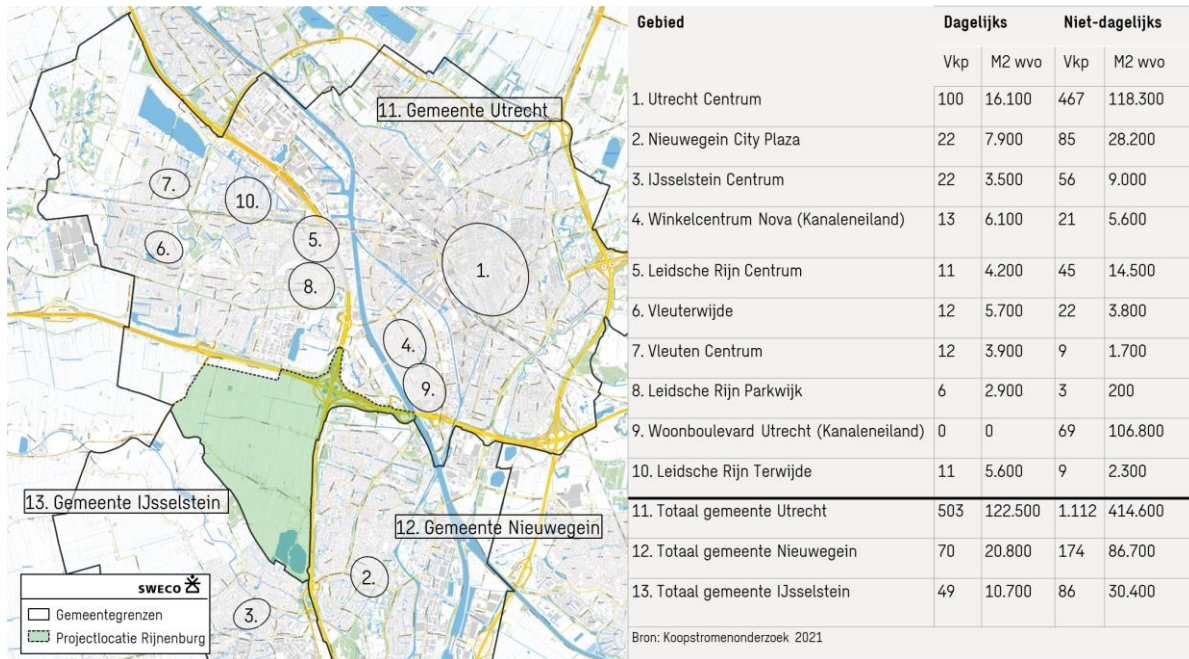 11. Gemeente Utrecht
7.
10.
6.
5.
1.
8.
4.
9.
13. Gemeente IJsselstein
12. Gemeente Nieuwegein
2.
3.
SWECO
Gemeentegrenzen
Projectlocatie Rijnenburg
Gebied Dagelijks Niet-dagelijks
Vkp M2 wvo Vkp M2 wvo
1. Utrecht Centrum 100 16.100 467 118.300
2. Nieuwegein City Plaza 22 7.900 85 28.200
3. IJsselstein Centrum 22 3.500 56 9.000
4. Winkelcentrum Nova (Kanaleneiland) 13 6.100 21 5.600
5. Leidsche Rijn Centrum 11 4.200 45 14.500
6. Vleuterwijde 12 5.700 22 3.800
7. Vleuten Centrum 12 3.900 9 1.700
8. Leidsche Rijn Parkwijk 6 2.900 3 200
9. Woonboulevard Utrecht (Kanaleneiland) 0 0 69 106.800
10. Leidsche Rijn Terwijde 11 5.600 9 2.300
11. Totaal gemeente Utrecht 503 122.500 1.112 414.600
12. Totaal gemeente Nieuwegein 70 20.800 174 86.700
13. Totaal gemeente IJsselstein 49 10.700 86 30.400
Bron: Koopstromenonderzoek 2021